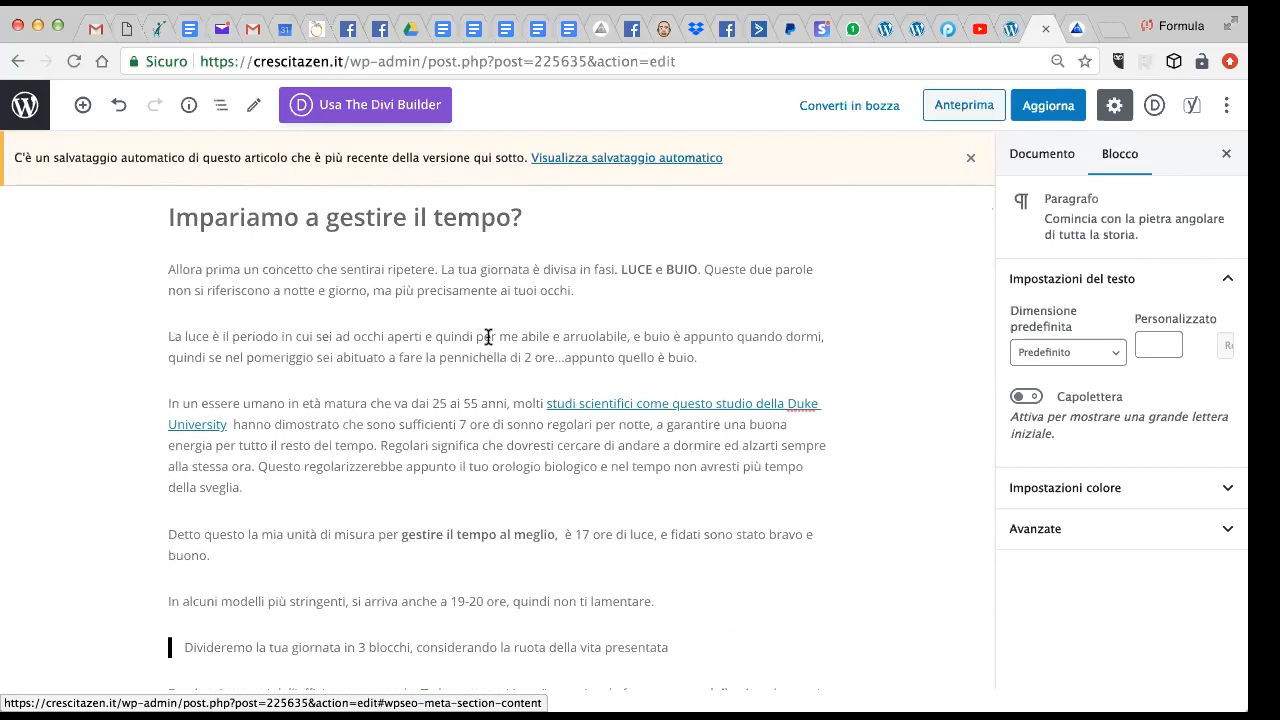 Formula
Sicuro https://crescitazen.it/wp-admin/post.php?post=225635&action=edit
Usa The Divi Builder
Converti in bozza
Anteprima
Aggiorna
C'è un salvataggio automatico di questo articolo che è più recente della versione qui sotto. Visualizza salvataggio automatico
Impariamo a gestire il tempo?
Allora prima un concetto che sentirai ripetere. La tua giornata è divisa in fasi. LUCE e BUIO. Queste due parole
non si riferiscono a notte e giorno, ma più precisamente ai tuoi occhi.
La luce è il periodo in cui sei ad occhi aperti e quindi per me abile e arruolabile, e buio è appunto quando dormi,
quindi se nel pomeriggio sei abituato a fare la pennichella di 2 ore...appunto quello è buio.
In un essere umano in età matura che va dai 25 ai 55 anni, molti studi scientifici come questo studio della Duke
University hanno dimostrato che sono sufficienti 7 ore di sonno regolari per notte, a garantire una buona
energia per tutto il resto del tempo. Regolari significa che dovresti cercare di andare a dormire ed alzarti sempre
alla stessa ora. Questo regolarizzerebbe appunto il tuo orologio biologico e nel tempo non avresti più tempo
della sveglia.
Detto questo la mia unità di misura per gestire il tempo al meglio, è 17 ore di luce, e fidati sono stato bravo e
buono.
In alcuni modelli più stringenti, si arriva anche a 19-20 ore, quindi non ti lamentare.
Divideremo la tua giornata in 3 blocchi, considerando la ruota della vita presentata
Documento
Blocco
Paragrafo
Comincia con la pietra angolare
di tutta la storia.
Impostazioni del testo
Dimensione
predefinita
Personalizzato
Predefinito
Capolettera
Attiva per mostrare una grande lettera
iniziale.
Impostazioni colore
Avanzate
https://crescitazen.it/wp-admin/post.php?post=225635&action=edit#wpseo-meta-section-content